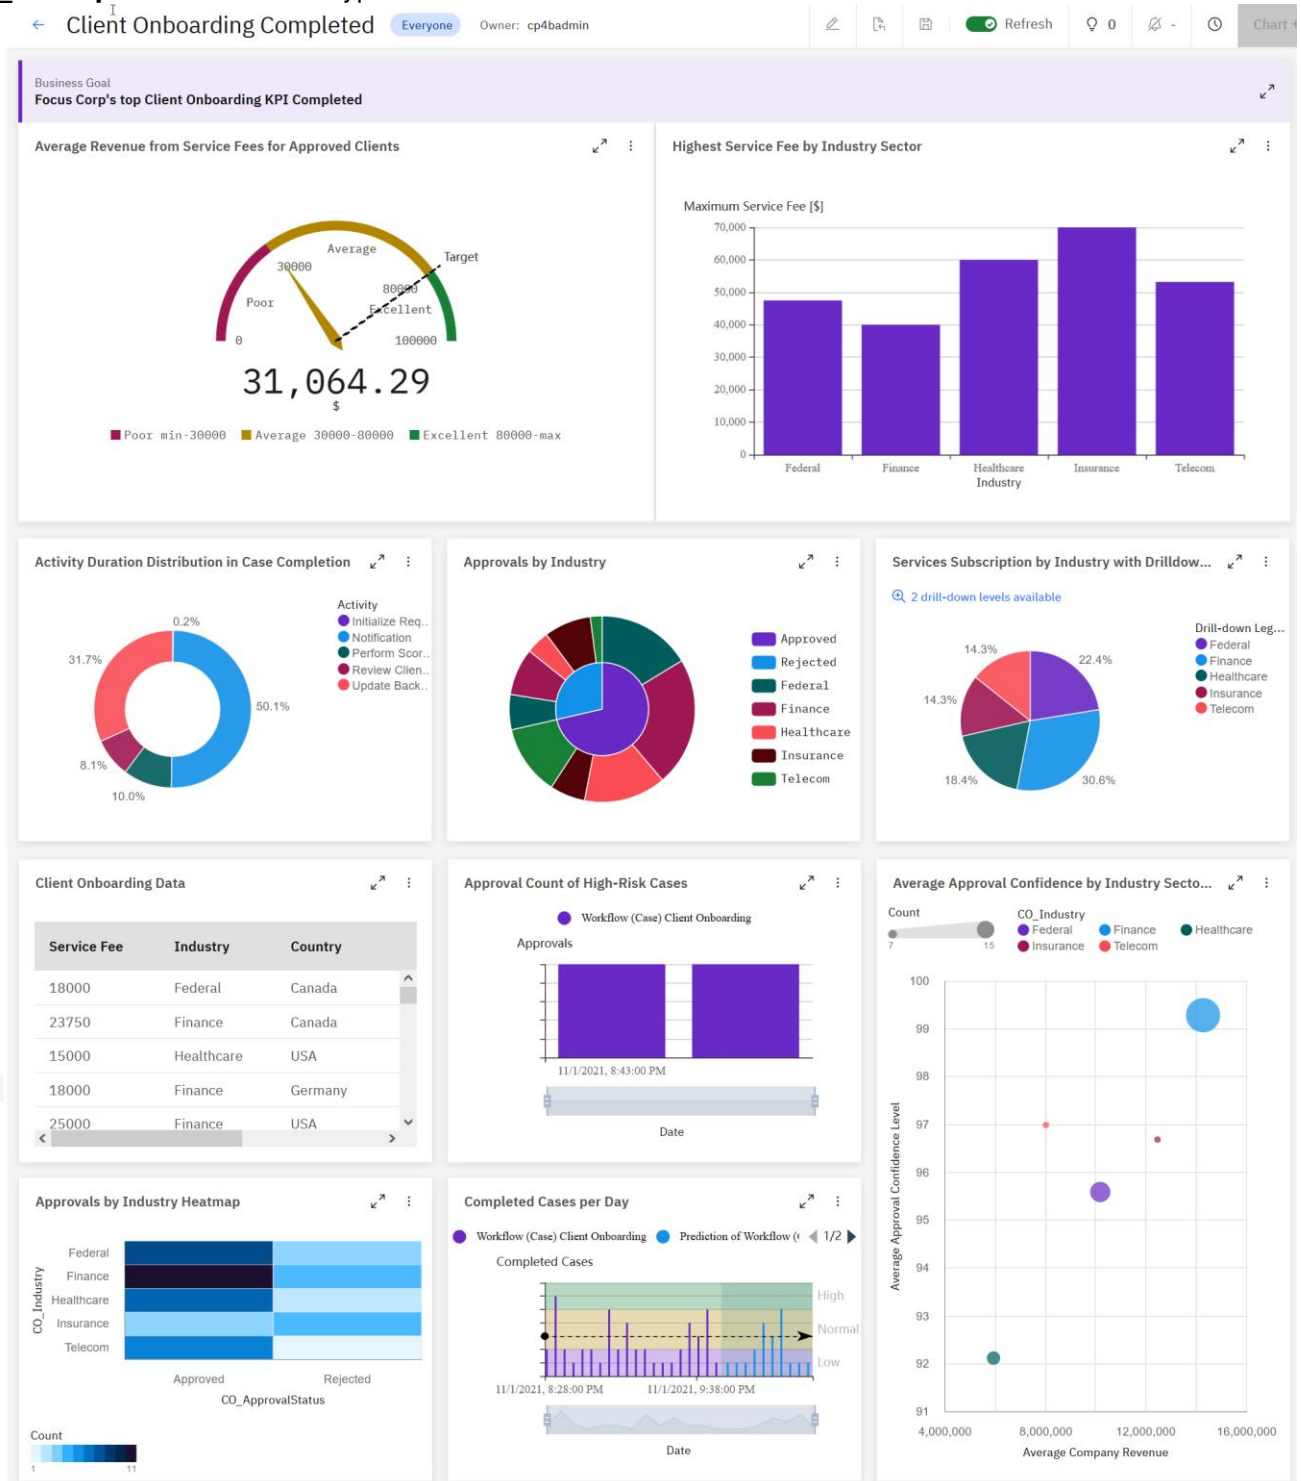 Client Onboarding Completed Everyone Owner: cp4badmin Refresh 0 - Chart +
Business Goal
Focus Corp's top Client Onboarding KPI Completed
Average Revenue from Service Fees for Approved Clients
Average
Target
30000
80000
Poor
Excellent
0
100000
31,064.29
$
Poor min-30000 Average 30000-80000 Excellent 80000-max
Highest Service Fee by Industry Sector
Maximum Service Fee [$]
70,000
60,000
50,000
40,000
30,000
20,000
10,000
0
Federal Finance Healthcare Insurance Telecom
Industry
Activity Duration Distribution in Case Completion
0.2%
31.7%
50.1%
8.1%
10.0%
Activity
Initialize Req..
Notification
Perform Scor..
Review Clien..
Update Back..
Approvals by Industry
Approved
Rejected
Federal
Finance
Healthcare
Insurance
Telecom
Services Subscription by Industry with Drilldow...
2 drill-down levels available
14.3%
22.4%
14.3%
18.4%
30.6%
Drill-down Leg...
Federal
Finance
Healthcare
Insurance
Telecom
Client Onboarding Data
Service Fee Industry Country
18000 Federal Canada
23750 Finance Canada
15000 Healthcare USA
18000 Finance Germany
25000 Finance USA
Approval Count of High-Risk Cases
Workflow (Case) Client Onboarding
Approvals
11/1/2021, 8:43:00 PM
Date
Average Approval Confidence by Industry Secto...
Count
7 15
CO_Industry
Federal Finance Healthcare
Insurance Telecom
100
99
98
97
96
95
94
93
92
91
Average Approval Confidence Level
4,000,000 8,000,000 12,000,000 16,000,000
Average Company Revenue
Approvals by Industry Heatmap
CO_Industry
Federal
Finance
Healthcare
Insurance
Telecom
Approved Rejected
CO_ApprovalStatus
Count
1 11
Completed Cases per Day
Workflow (Case) Client Onboarding Prediction of Workflow (C 1/2
Completed Cases
High
Normal
Low
11/1/2021, 8:28:00 PM 11/1/2021, 9:38:00 PM
Date